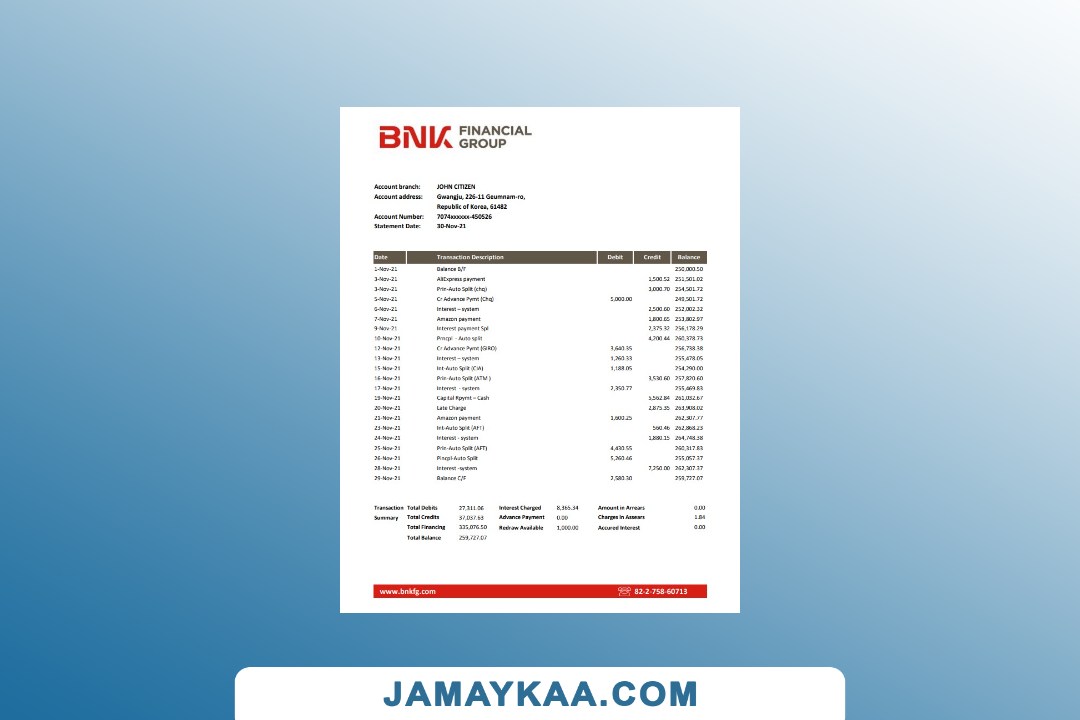 BNK FINANCIAL
GROUP
Account branch: JOHN CITIZEN
Account address: Gwangju, 226-11 Geumnam-ro,
Republic of Korea, 61482
Account Number: 7074xxxxxx-450526
Statement Date: 30-Nov-21
Date Transaction Description Debit Credit Balance
1-Nov-21 Balance B/F 250,000.50
3-Nov-21 AliExpress payment 1,500.52 251,501.02
3-Nov-21 Prin-Auto Split (chq) 3,000.70 254,501.72
5-Nov-21 Cr Advance Pymt (Chq) 5,000.00 249,501.72
6-Nov-21 Interest – system 2,500.60 252,002.32
7-Nov-21 Amazon payment 1,800.65 253,802.97
9-Nov-21 Interest payment Spl 2,375.32 256,178.29
10-Nov-21 Prncpl - Auto split 4,200.44 260,378.73
12-Nov-21 Cr Advance Pymt (GIRO) 3,640.35 256,738.38
13-Nov-21 Interest – system 1,260.33 255,478.05
15-Nov-21 Int-Auto Split (CIA) 1,188.05 254,290.00
16-Nov-21 Prin-Auto Split (ATM ) 3,530.60 257,820.60
17-Nov-21 Interest - system 2,350.77 255,469.83
19-Nov-21 Capital Rpymt – Cash 5,562.84 261,032.67
20-Nov-21 Late Charge 2,875.35 263,908.02
21-Nov-21 Amazon payment 1,600.25 262,307.77
23-Nov-21 Int-Auto Split (AFT) 560.46 262,868.23
24-Nov-21 Interest - system 1,880.15 264,748.38
25-Nov-21 Prin-Auto Split (AFT) 4,430.55 260,317.83
26-Nov-21 Pincpl-Auto Split 5,260.46 255,057.37
28-Nov-21 Interest -system 7,250.00 262,307.37
29-Nov-21 Balance C/F 2,580.30 259,727.07
Transaction Total Debits 27,311.06 Interest Charged 8,365.34 Amount in Arrears 0.00
Summary Total Credits 37,037.63 Advance Payment 0.00 Charges in Assears 1.84
Total Financing 335,076.50 Redraw Available 1,000.00 Accured Interest 0.00
Total Balance 259,727.07
www.bnkfg.com 82-2-758-60713
JAMAYKAA.COM